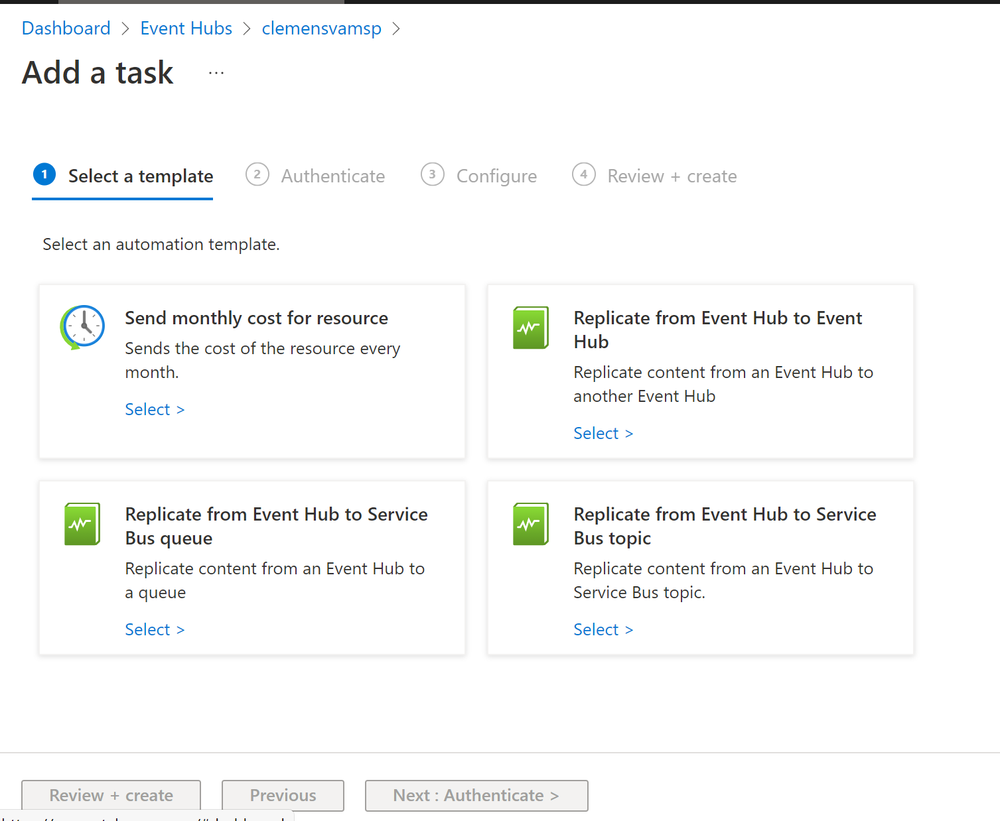 Dashboard > Event Hubs > clemensvamsp >
Add a task ...
1 Select a template 2 Authenticate 3 Configure 4 Review + create
Select an automation template.
Send monthly cost for resource
Sends the cost of the resource every
month.
Select >
Replicate from Event Hub to Event
Hub
Replicate content from an Event Hub to
another Event Hub
Select >
Replicate from Event Hub to Service
Bus queue
Replicate content from an Event Hub to
a queue
Select >
Replicate from Event Hub to Service
Bus topic
Replicate content from an Event Hub to
Service Bus topic.
Select >
Review + create Previous Next : Authenticate >